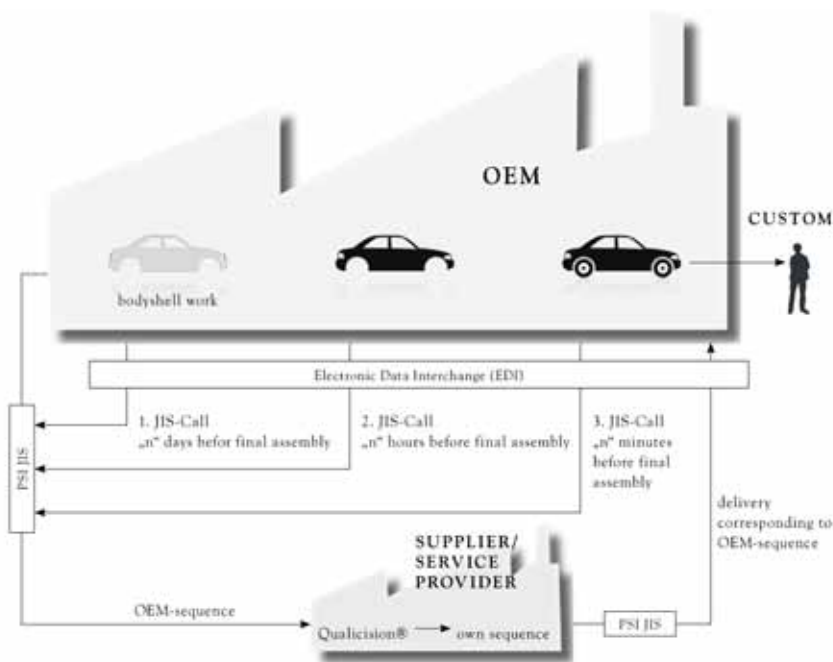 OEM
CUSTOM
bodyshell work
Electronic Data Interchange (EDI)
1. JIS-Call
„n“ days befor final assembly
2. JIS-Call
„n“ hours before final assembly
3. JIS-Call
„n“ minutes
before final
assembly
PSI JIS
delivery
corresponding to
OEM-sequence
SUPPLIER/
SERVICE
PROVIDER
OEM-sequence
Qualicision®
own sequence
PSI JIS